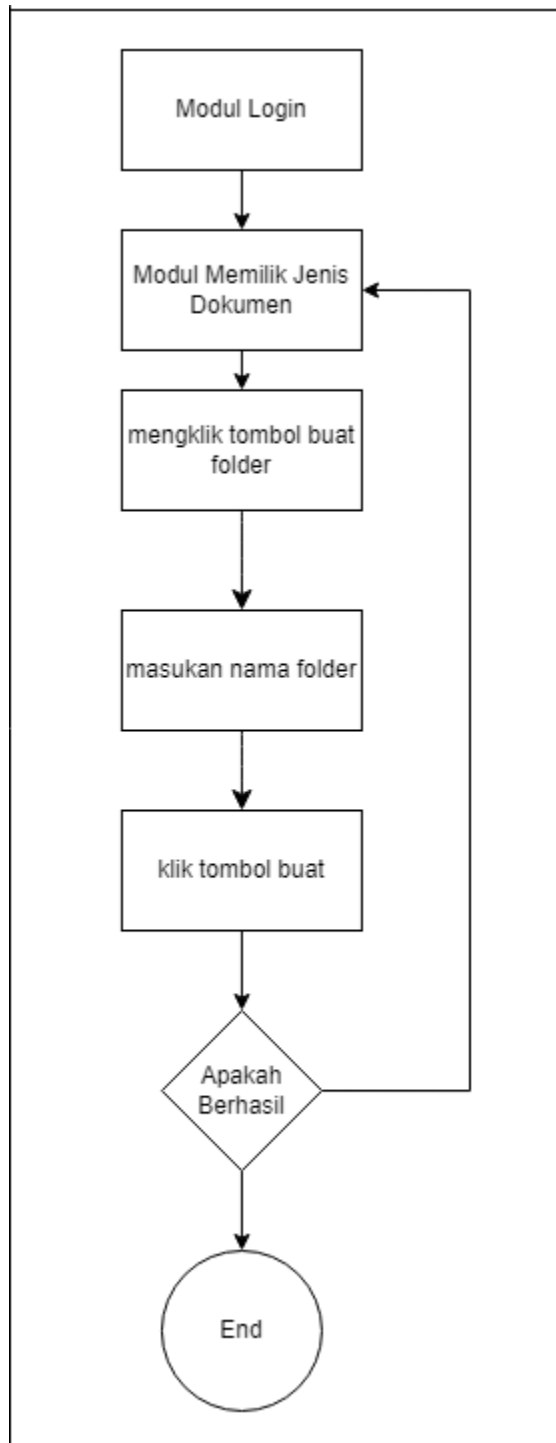 Modul Login
Modul Memilik Jenis
Dokumen
mengklik tombol buat
folder
masukan nama folder
klik tombol buat
Apakah
Berhasil
End